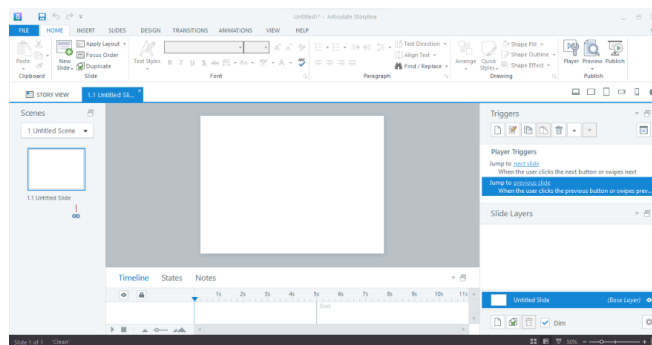 Untitled1* - Articulate Storyline
FILE HOME INSERT SLIDES DESIGN TRANSITIONS ANIMATIONS VIEW HELP
Paste
New Slide
Apply Layout
Focus Order
Duplicate
Text Styles
B I U S abc
Text Direction
Align Text
Find / Replace
Arrange
Quick Styles
Shape Fill
Shape Outline
Shape Effect
Player Preview Publish
Clipboard Slide Font Paragraph Drawing Publish
STORY VIEW 1.1 Untitled Sli...
Scenes
1 Untitled Scene
1.1 Untitled Slide
Triggers
Player Triggers
Jump to next slide
When the user clicks the next button or swipes next
Jump to previous slide
When the user clicks the previous button or swipes prev...
Slide Layers
Timeline States Notes
1s 2s 3s 4s 5s 6s 7s 8s 9s 10s 11s
End
Untitled Slide (Base Layer)
Dim
Slide 1 of 1 "Clean" 50%